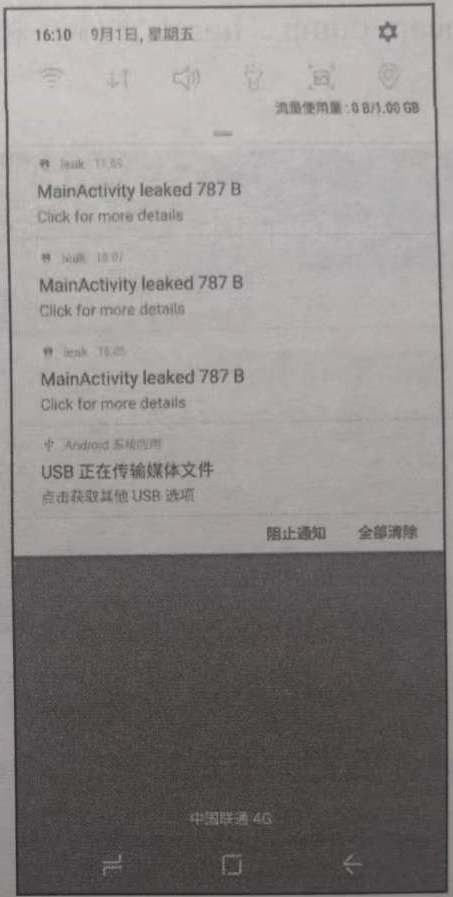 16:10 9月1日, 星期五
流量使用量 : 0 B/1.00 GB
leak
MainActivity leaked 787 B
Click for more details
leak 16:07
MainActivity leaked 787 B
Click for more details
leak 16:05
MainActivity leaked 787 B
Click for more details
Android 系统应用
USB 正在传输媒体文件
点击获取其他 USB 选项
阻止通知 全部清除
中国联通 4G